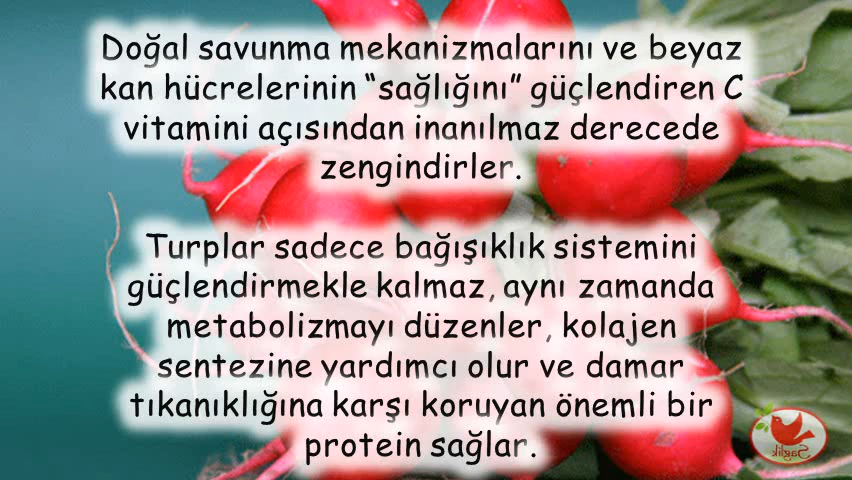 Doğal savunma mekanizmalarını ve beyaz
kan hücrelerinin “sağlığını” güçlendiren C
vitamini açısından inanılmaz derecede
zengindirler.
Turplar sadece bağışıklık sistemini
güçlendirmekle kalmaz, aynı zamanda
metabolizmayı düzenler, kolajen
sentezine yardımcı olur ve damar
tıkanıklığına karşı koruyan önemli bir
protein sağlar.
Sağlık